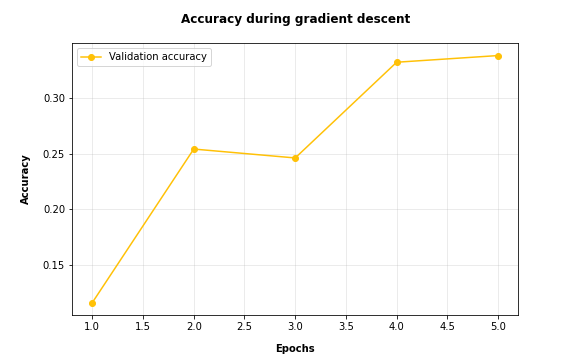 Accuracy during gradient descent
Validation accuracy
0.30
0.25
0.20
0.15
Accuracy
1.0 1.5 2.0 2.5 3.0 3.5 4.0 4.5 5.0
Epochs